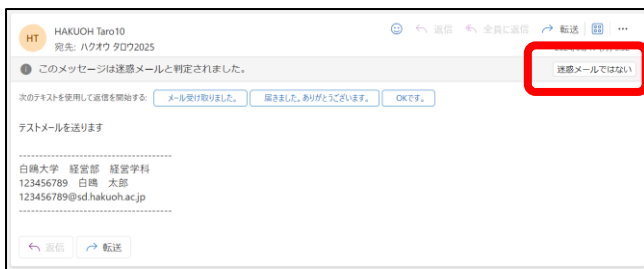 HT
HAKUOH Taro10
宛先: ハクオウ タロウ2025
返信 全員に返信 転送
このメッセージは迷惑メールと判定されました。
迷惑メールではない
次のテキストを使用して返信を開始する: メール受け取りました。 届きました。ありがとうございます。 OKです。
テストメールを送ります
------------------------------------
白鴎大学 経営部 経営学科
123456789 白鴎 太郎
123456789@sd.hakuoh.ac.jp
------------------------------------
返信 転送